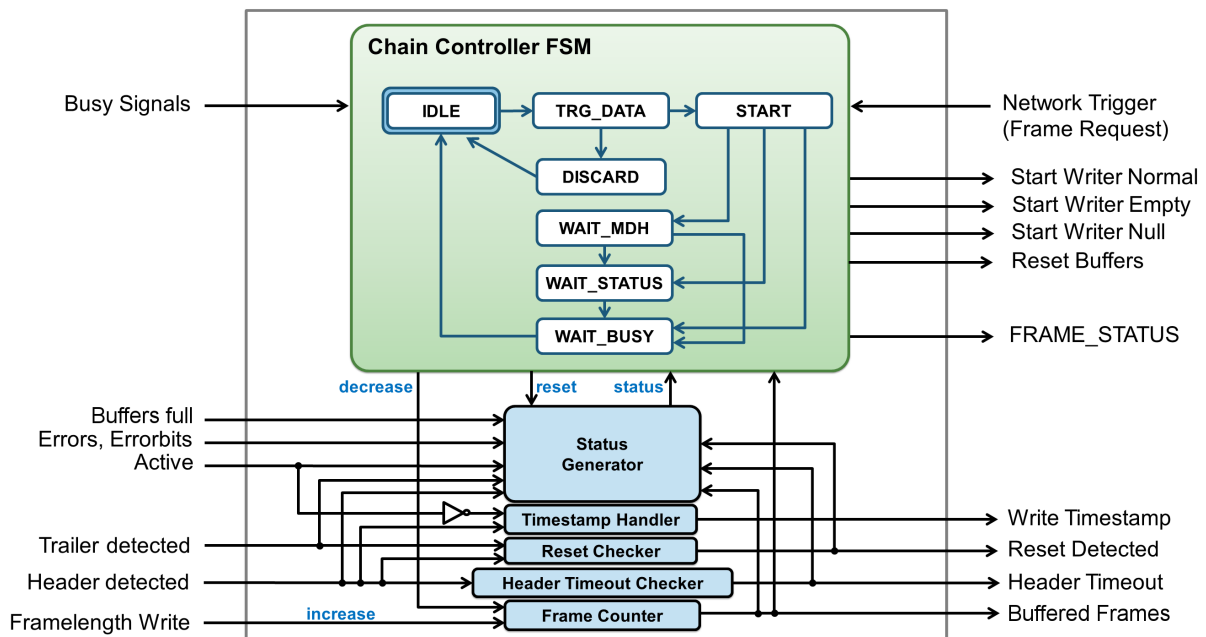 Chain Controller FSM
Busy Signals
IDLE
TRG_DATA
START
Network Trigger
(Frame Request)
DISCARD
Start Writer Normal
Start Writer Empty
WAIT_MDH
Start Writer Null
Reset Buffers
WAIT_STATUS
WAIT_BUSY
FRAME_STATUS
decrease
reset
status
Buffers full
Errors, Errorbits
Active
Status
Generator
Timestamp Handler
Write Timestamp
Trailer detected
Reset Checker
Reset Detected
Header detected
Header Timeout Checker
Header Timeout
Framelength Write
increase
Frame Counter
Buffered Frames